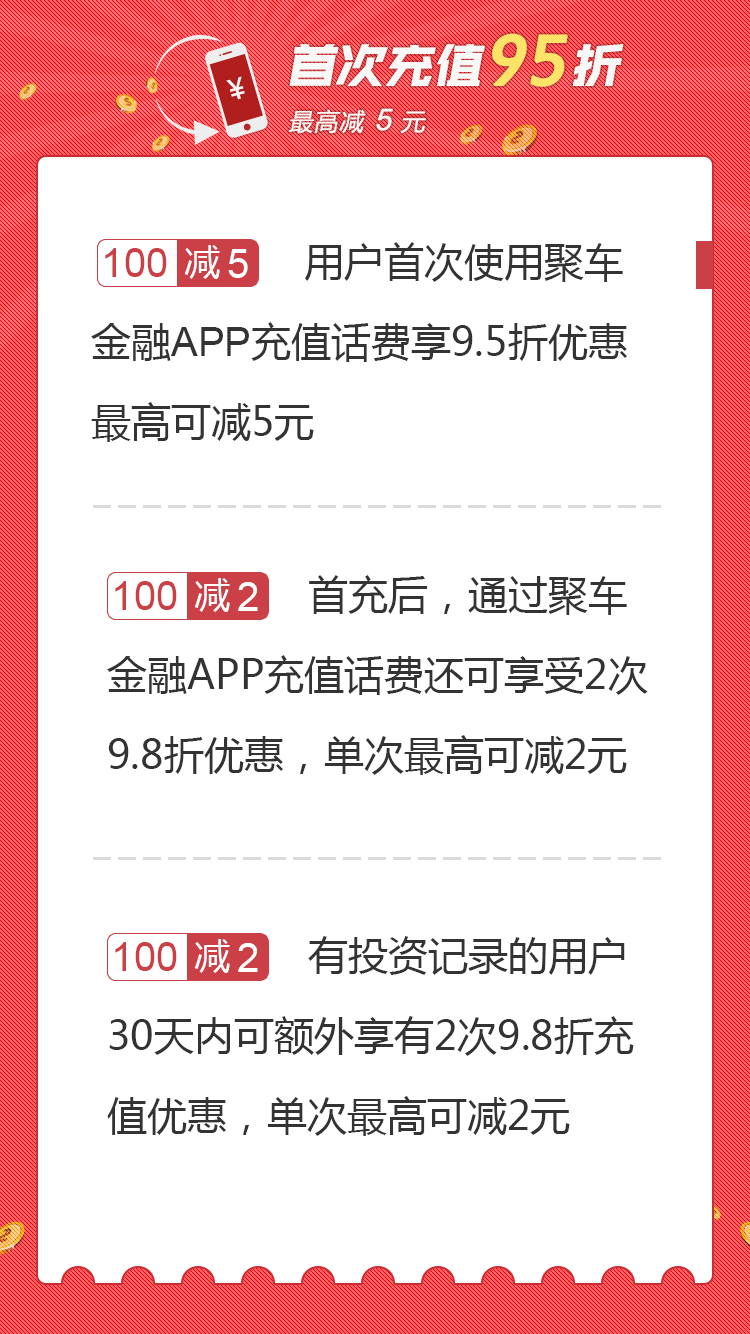 ¥
首次充值95折
最高减 5 元
100 减 5 用户首次使用聚车
金融APP充值话费享9.5折优惠
最高可减5元
100 减 2 首充后，通过聚车
金融APP充值话费还可享受2次
9.8折优惠，单次最高可减2元
100 减 2 有投资记录的用户
30天内可额外享有2次9.8折充
值优惠，单次最高可减2元